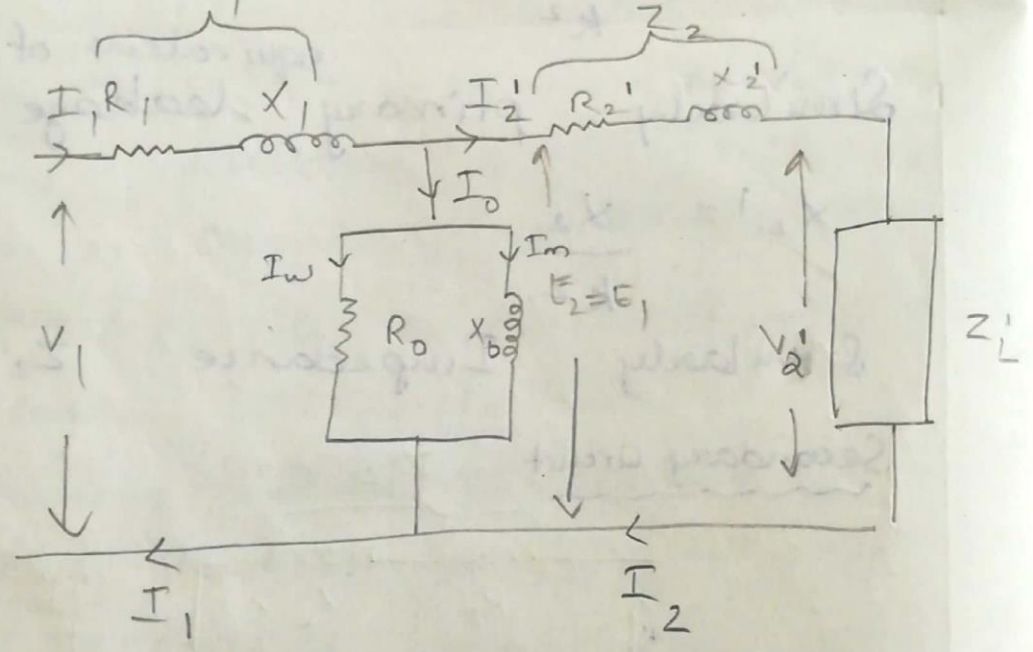 Z2
I1 R1 X1 I2' R2' x2'
I0
Iw Im
E2=E1
V1 R0 X0 V2' ZL'
I1 I2